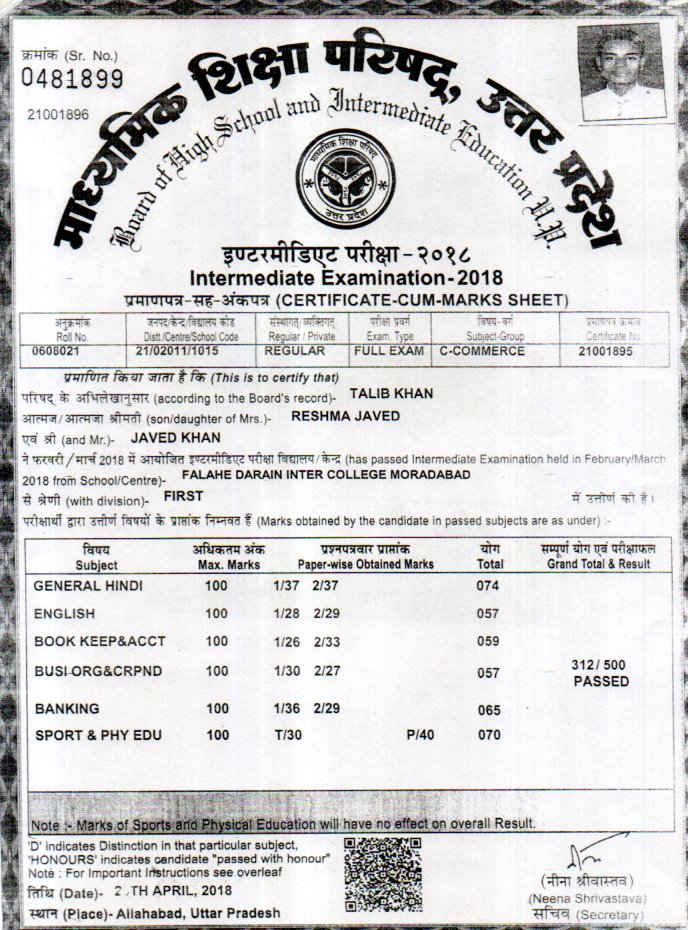 क्रमांक (Sr. No.)
0481899
21001896
माध्यमिक शिक्षा परिषद्, उत्तर प्रदेश
Board of High School and Intermediate Education U.P.
माध्यमिक शिक्षा परिषद्
उत्तर प्रदेश
इण्टरमीडिएट परीक्षा-२०१८
Intermediate Examination-2018
प्रमाणपत्र-सह-अंकपत्र (CERTIFICATE-CUM-MARKS SHEET)
अनुक्रमांक जनपद/केन्द्र/विद्यालय कोड संस्थागत/व्यक्तिगत परीक्षा प्रवर्ग विषय-वर्ग प्रमाणपत्र क्रमांक
Roll No. Distt./Centre/School Code Regular / Private Exam. Type Subject-Group Certificate No.
0608021 21/02011/1015 REGULAR FULL EXAM C-COMMERCE 21001895
प्रमाणित किया जाता है कि (This is to certify that)
परिषद् के अभिलेखानुसार (according to the Board's record)- TALIB KHAN
आत्मज/आत्मजा श्रीमती (son/daughter of Mrs.)- RESHMA JAVED
एवं श्री (and Mr.)- JAVED KHAN
ने फरवरी/मार्च 2018 में आयोजित इण्टरमीडिएट परीक्षा विद्यालय/केन्द्र (has passed Intermediate Examination held in February/March
2018 from School/Centre)- FALAHE DARAIN INTER COLLEGE MORADABAD
से श्रेणी (with division)- FIRST में उत्तीर्ण की है।
परीक्षार्थी द्वारा उत्तीर्ण विषयों के प्राप्तांक निम्नवत हैं (Marks obtained by the candidate in passed subjects are as under) :-
विषय अधिकतम अंक प्रश्नपत्रवार प्राप्तांक योग सम्पूर्ण योग एवं परीक्षाफल
Subject Max. Marks Paper-wise Obtained Marks Total Grand Total & Result
GENERAL HINDI 100 1/37 2/37 074
ENGLISH 100 1/28 2/29 057
BOOK KEEP&ACCT 100 1/26 2/33 059
BUSI ORG&CRPND 100 1/30 2/27 057 312/500
PASSED
BANKING 100 1/36 2/29 065
SPORT & PHY EDU 100 T/30 P/40 070
Note :- Marks of Sports and Physical Education will have no effect on overall Result.
'D' indicates Distinction in that particular subject,
'HONOURS' indicates candidate "passed with honour"
Note : For Important Instructions see overleaf
तिथि (Date)- TH APRIL, 2018
स्थान (Place)- Allahabad, Uttar Pradesh
(नीना श्रीवास्तव)
(Neena Shrivastava)
सचिव (Secretary)